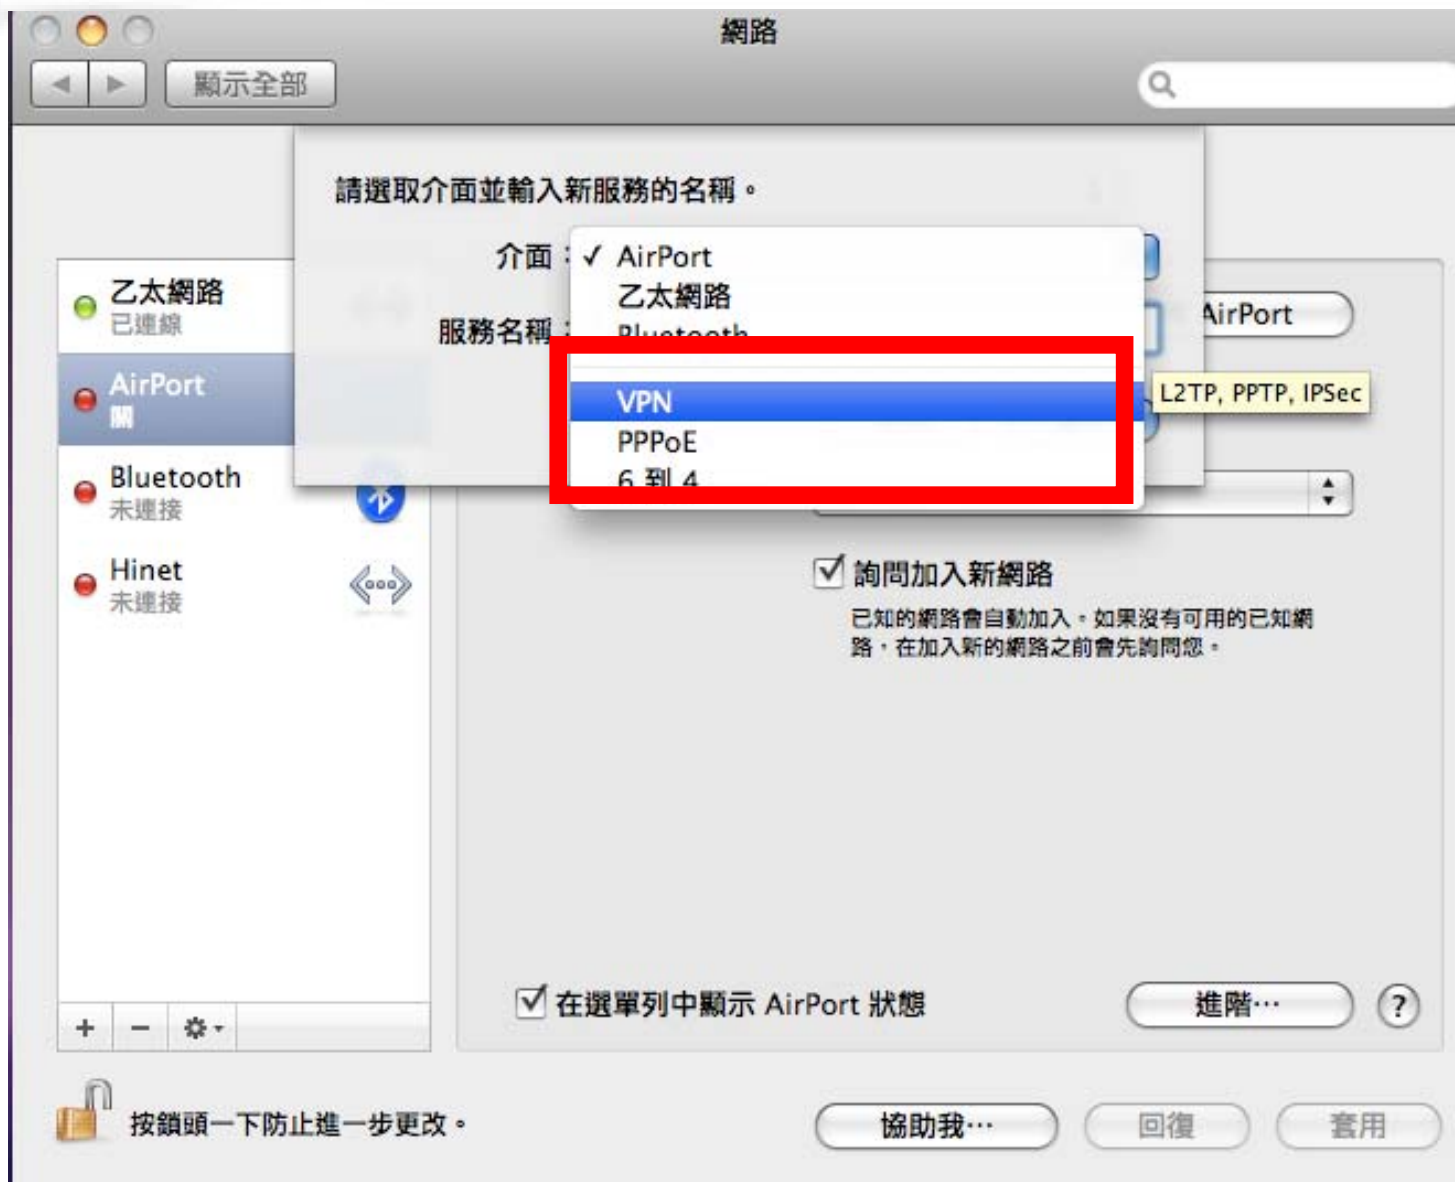 網路
顯示全部
請選取介面並輸入新服務的名稱。
介面：
✓ AirPort
乙太網路
Bluetooth
VPN
PPPoE
6 到 4
服務名稱：
L2TP, PPTP, IPSec
AirPort
乙太網路
已連線
AirPort
關
Bluetooth
未連接
Hinet
未連接
詢問加入新網路
已知的網路會自動加入。如果沒有可用的已知網
路，在加入新的網路之前會先詢問您。
在選單列中顯示 AirPort 狀態
進階…
?
按鎖頭一下防止進一步更改。
協助我…
回復
套用